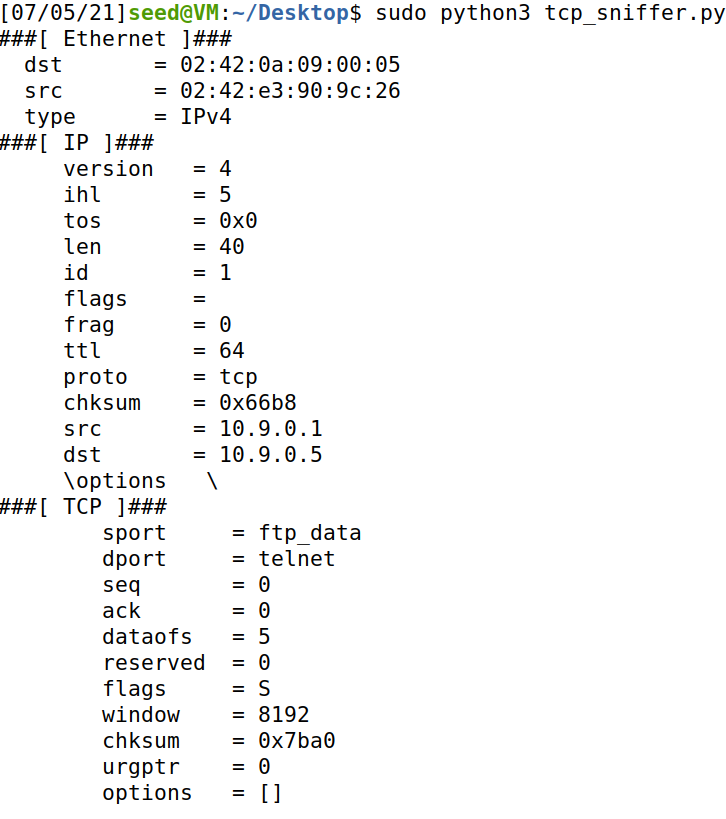 [07/05/21]seed@VM:~/Desktop$ sudo python3 tcp_sniffer.py
###[ Ethernet ]###
  dst       = 02:42:0a:09:00:05
  src       = 02:42:e3:90:9c:26
  type      = IPv4
###[ IP ]###
     version   = 4
     ihl       = 5
     tos       = 0x0
     len       = 40
     id        = 1
     flags     =
     frag      = 0
     ttl       = 64
     proto     = tcp
     chksum    = 0x66b8
     src       = 10.9.0.1
     dst       = 10.9.0.5
     \options   \
###[ TCP ]###
        sport     = ftp_data
        dport     = telnet
        seq       = 0
        ack       = 0
        dataofs   = 5
        reserved  = 0
        flags     = S
        window    = 8192
        chksum    = 0x7ba0
        urgptr    = 0
        options   = []